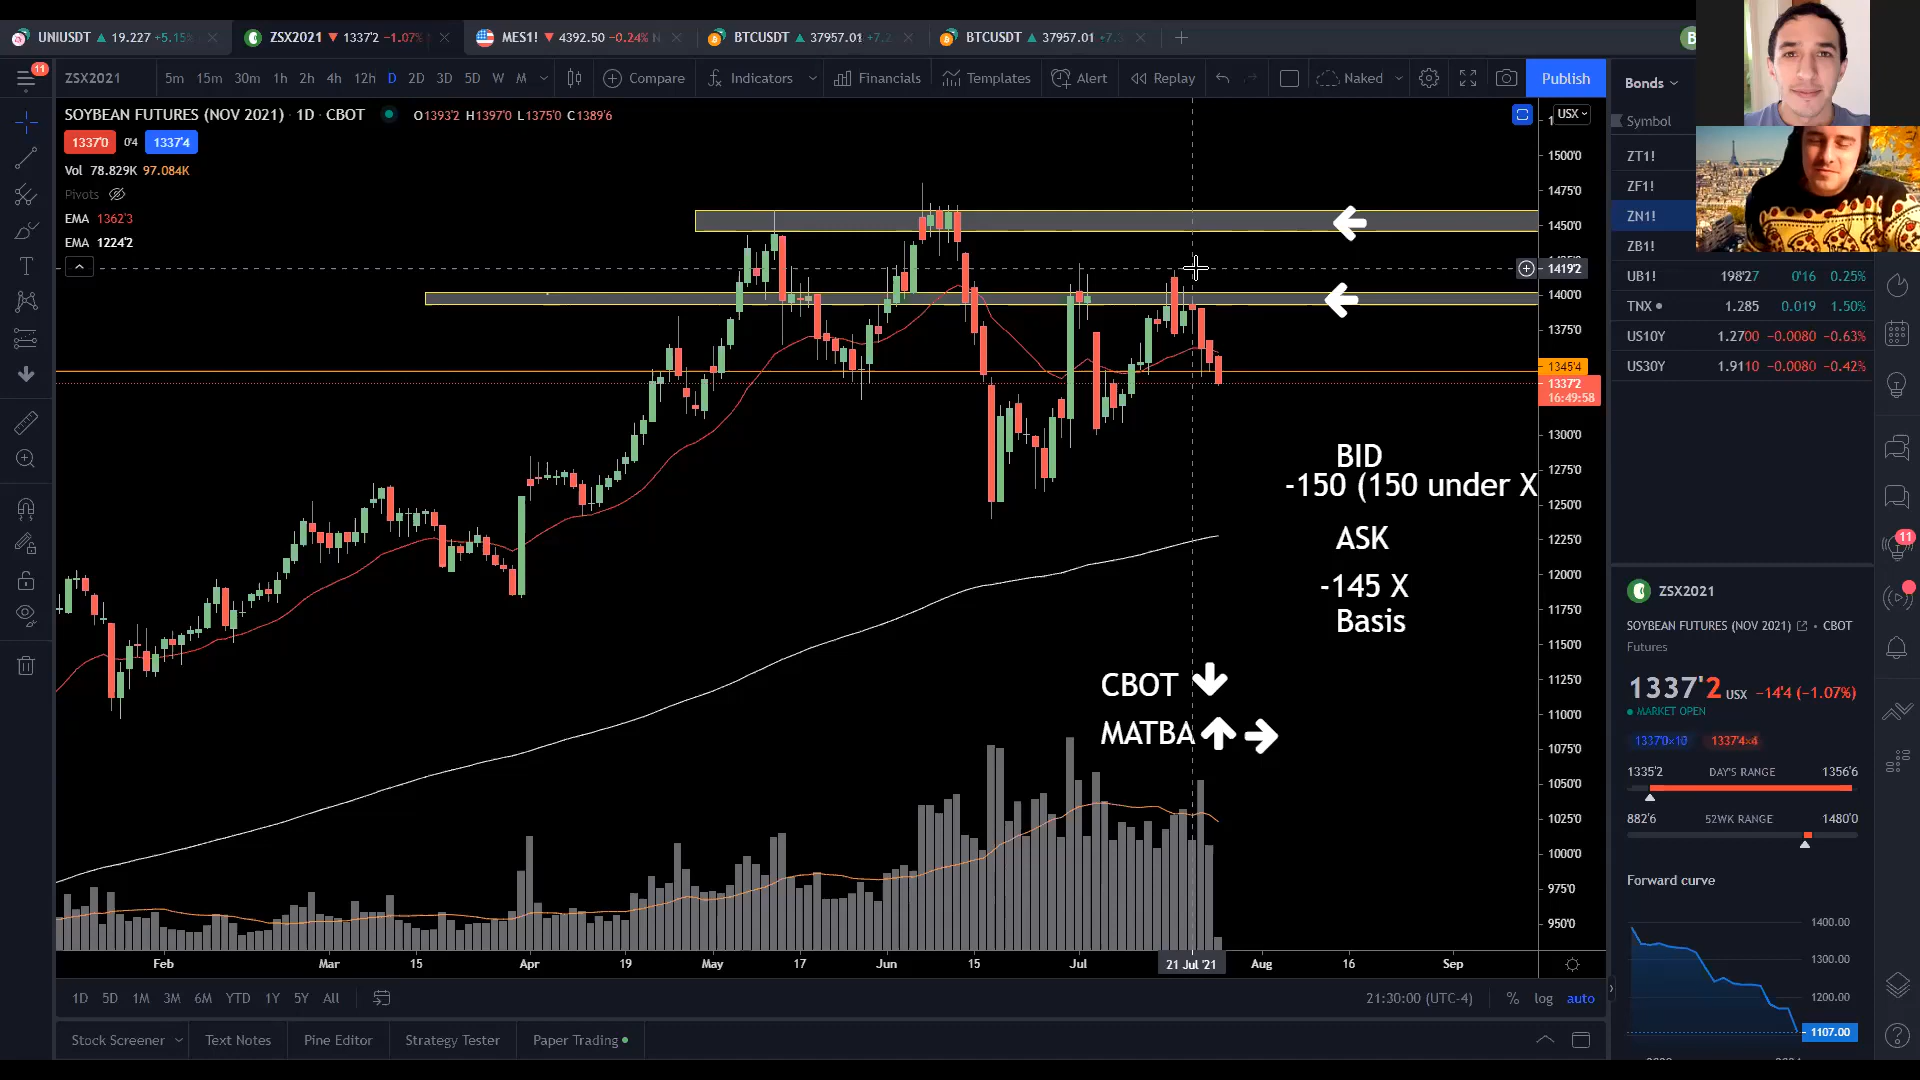 UNIUSDT ▲ 19.227 +5.15%
ZSX2021 ▼ 1337'2 −1.07%
MES1! ▼ 4392.50 −0.24%
BTCUSDT ▲ 37957.01 +7.2
BTCUSDT ▲ 37957.01 +7.
B
11
ZSX2021 5m 15m 30m 1h 2h 4h 12h D 2D 3D 5D W M Compare Indicators Financials Templates Alert Replay Naked Publish
SOYBEAN FUTURES (NOV 2021) · 1D · CBOT O1393'2 H1397'0 L1375'0 C1389'6
1337'0 0'4 1337'4
Vol 78.829K 97.084K
Pivots
EMA 1362'3
EMA 1224'2
USX
1500'0
1475'0
1450'0
1419'2
1400'0
1375'0
1345'4
1337'2
16:49:58
1300'0
1275'0
1250'0
1225'0
1200'0
1175'0
1150'0
1125'0
1100'0
1075'0
1050'0
1025'0
1000'0
975'0
950'0
BID
-150 (150 under X
ASK
-145 X
Basis
CBOT
MATBA
Feb Mar 15 Apr 19 May 17 Jun 15 Jul 21 Jul '21 Aug 16 Sep
1D 5D 1M 3M 6M YTD 1Y 5Y All
21:30:00 (UTC-4) % log auto
Stock Screener Text Notes Pine Editor Strategy Tester Paper Trading
Bonds
Symbol
ZT1!
ZF1!
ZN1!
ZB1!
UB1! 198'27 0'16 0.25%
TNX 1.285 0.019 1.50%
US10Y 1.2700 −0.0080 −0.63%
US30Y 1.9110 −0.0080 −0.42%
11
ZSX2021
SOYBEAN FUTURES (NOV 2021) • CBOT
Futures
1337'2 USX −14'4 (−1.07%)
MARKET OPEN
1337'0×10 1337'4×4
1335'2 DAY'S RANGE 1356'6
882'6 52WK RANGE 1480'0
Forward curve
1400.00
1300.00
1200.00
1107.00